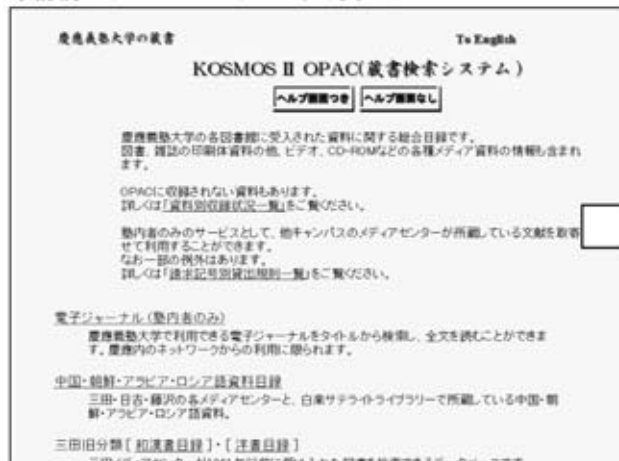 慶應義塾大学の蔵書
To English
KOSMOS II OPAC(蔵書検索システム)
ヘルプ画面つき ヘルプ画面なし
慶應義塾大学の各図書館に受入された資料に関する総合目録です。
図書、雑誌の印刷体資料の他、ビデオ、CD-ROMなどの各種メディア資料の情報も含まれ
ます。
OPACに収録されない資料もあります。
詳しくは「資料別収録状況一覧」をご覧ください。
塾内者のみのサービスとして、他キャンパスのメディアセンターが所蔵している文献を取寄
せて利用することができます。
なお一部の例外はあります。
詳しくは「請求記号別貸出規則一覧」をご覧ください。
電子ジャーナル(塾内者のみ)
慶應義塾大学で利用できる電子ジャーナルをタイトルから検索し、全文を読むことができま
す。慶應内のネットワークからの利用に限られます。
中国・朝鮮・アラビア・ロシア語資料目録
三田・日吉・藤沢の各メディアセンターと、白楽サテライトライブラリーで所蔵している中国・朝
鮮・アラビア・ロシア語資料。
三田旧分類[和漢書目録]・[洋書目録]